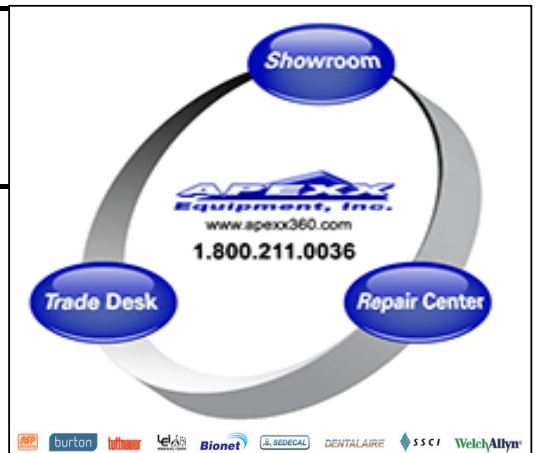 Showroom
APEXX
Equipment, Inc.
www.apexx360.com
1.800.211.0036
Trade Desk
Repair Center
AFP burton tuttnauer Bionet SEDECAL DENTALAIRE SSCI WelchAllyn